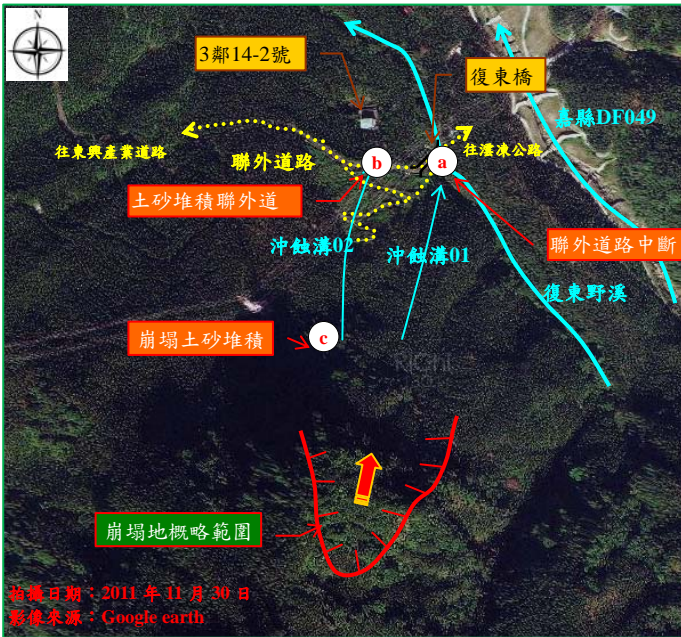 N
3鄰14-2號
復東橋
嘉縣DF049
往東興產業道路
聯外道路
往瀅凍公路
b
a
土砂堆積聯外道
沖蝕溝02
沖蝕溝01
聯外道路中斷
復東野溪
崩塌土砂堆積
c
崩塌地概略範圍
拍攝日期：2011 年 11 月 30 日
影像來源：Google earth